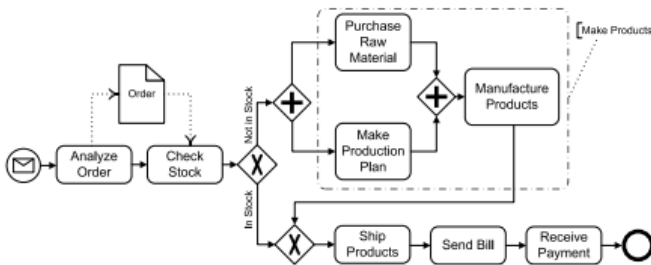 Purchase
Raw
Material
Make Products
Order
Not in Stock
Manufacture
Products
Analyze
Order
Check
Stock
Make
Production
Plan
In Stock
Ship
Products
Send Bill
Receive
Payment